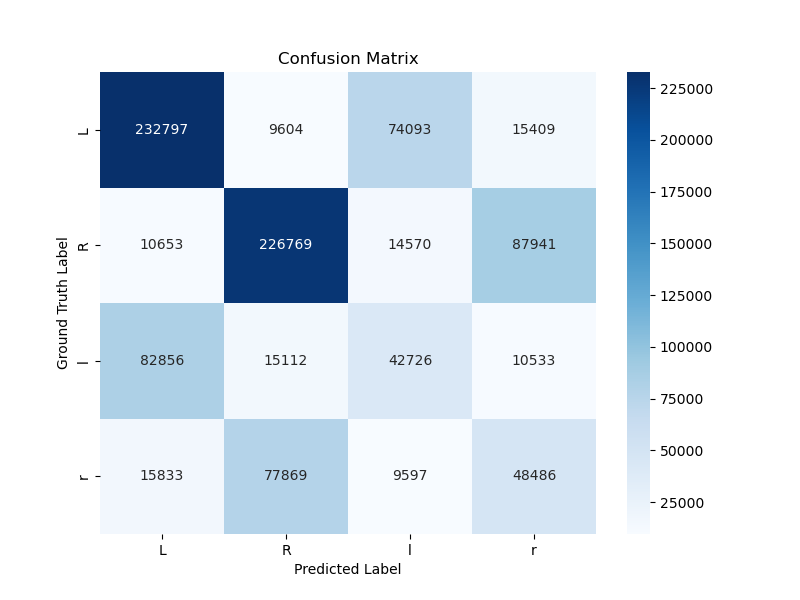 Confusion Matrix
Ground Truth Label
L
232797 9604 74093 15409
R
10653 226769 14570 87941
l
82856 15112 42726 10533
r
15833 77869 9597 48486
L R l r
Predicted Label
225000
200000
175000
150000
125000
100000
75000
50000
25000